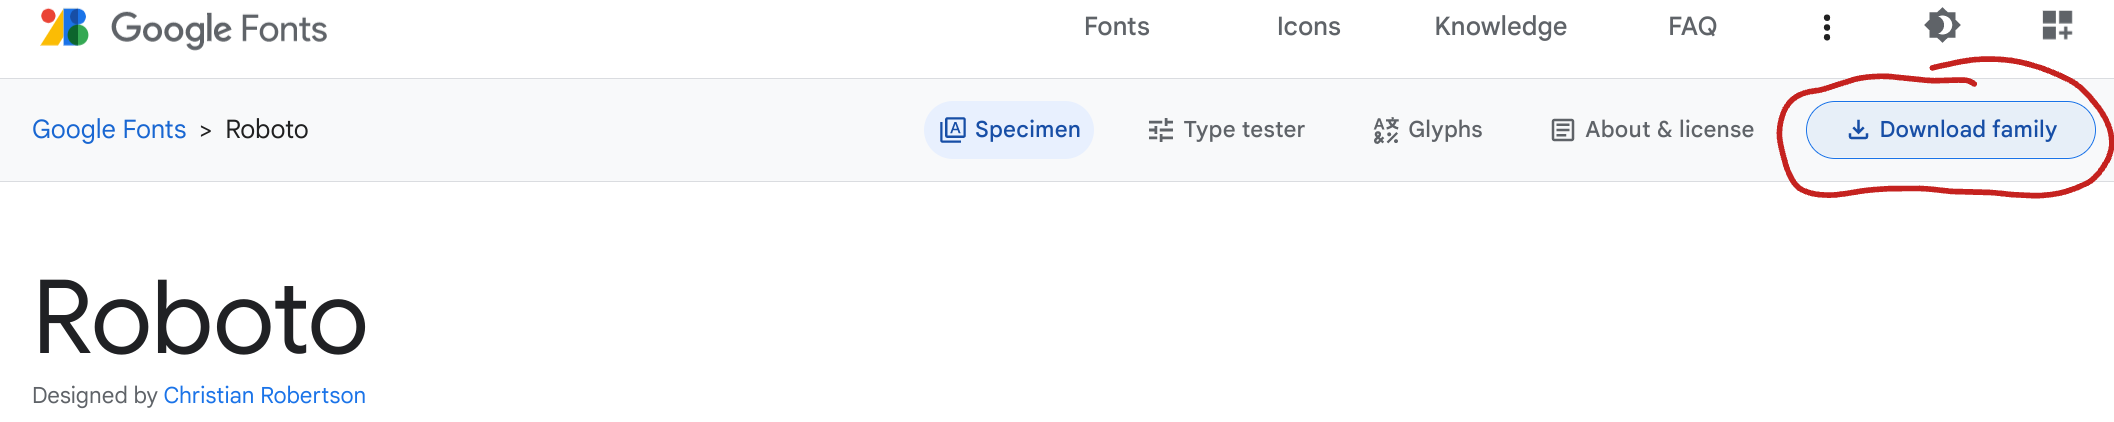 Google Fonts Fonts Icons Knowledge FAQ
Google Fonts > Roboto Specimen Type tester Glyphs About & license Download family
Roboto
Designed by Christian Robertson